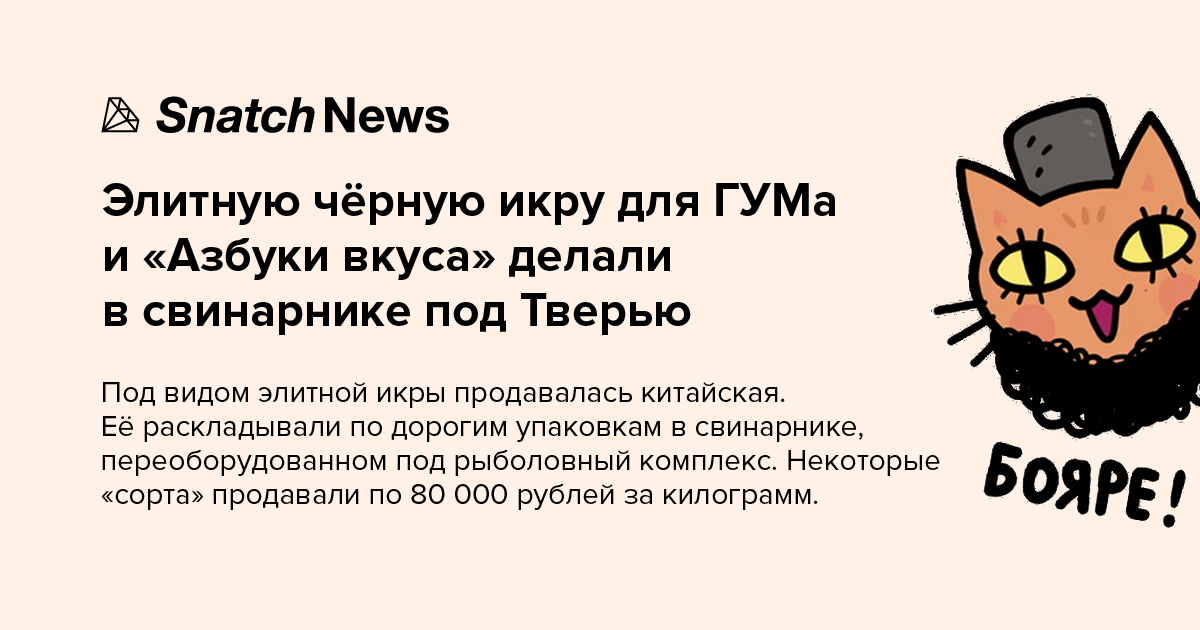 Snatch News
Элитную чёрную икру для ГУМа
и «Азбуки вкуса» делали
в свинарнике под Тверью
Под видом элитной икры продавалась китайская.
Её раскладывали по дорогим упаковкам в свинарнике,
переоборудованном под рыболовный комплекс. Некоторые
«сорта» продавали по 80 000 рублей за килограмм.
БОЯРЕ!